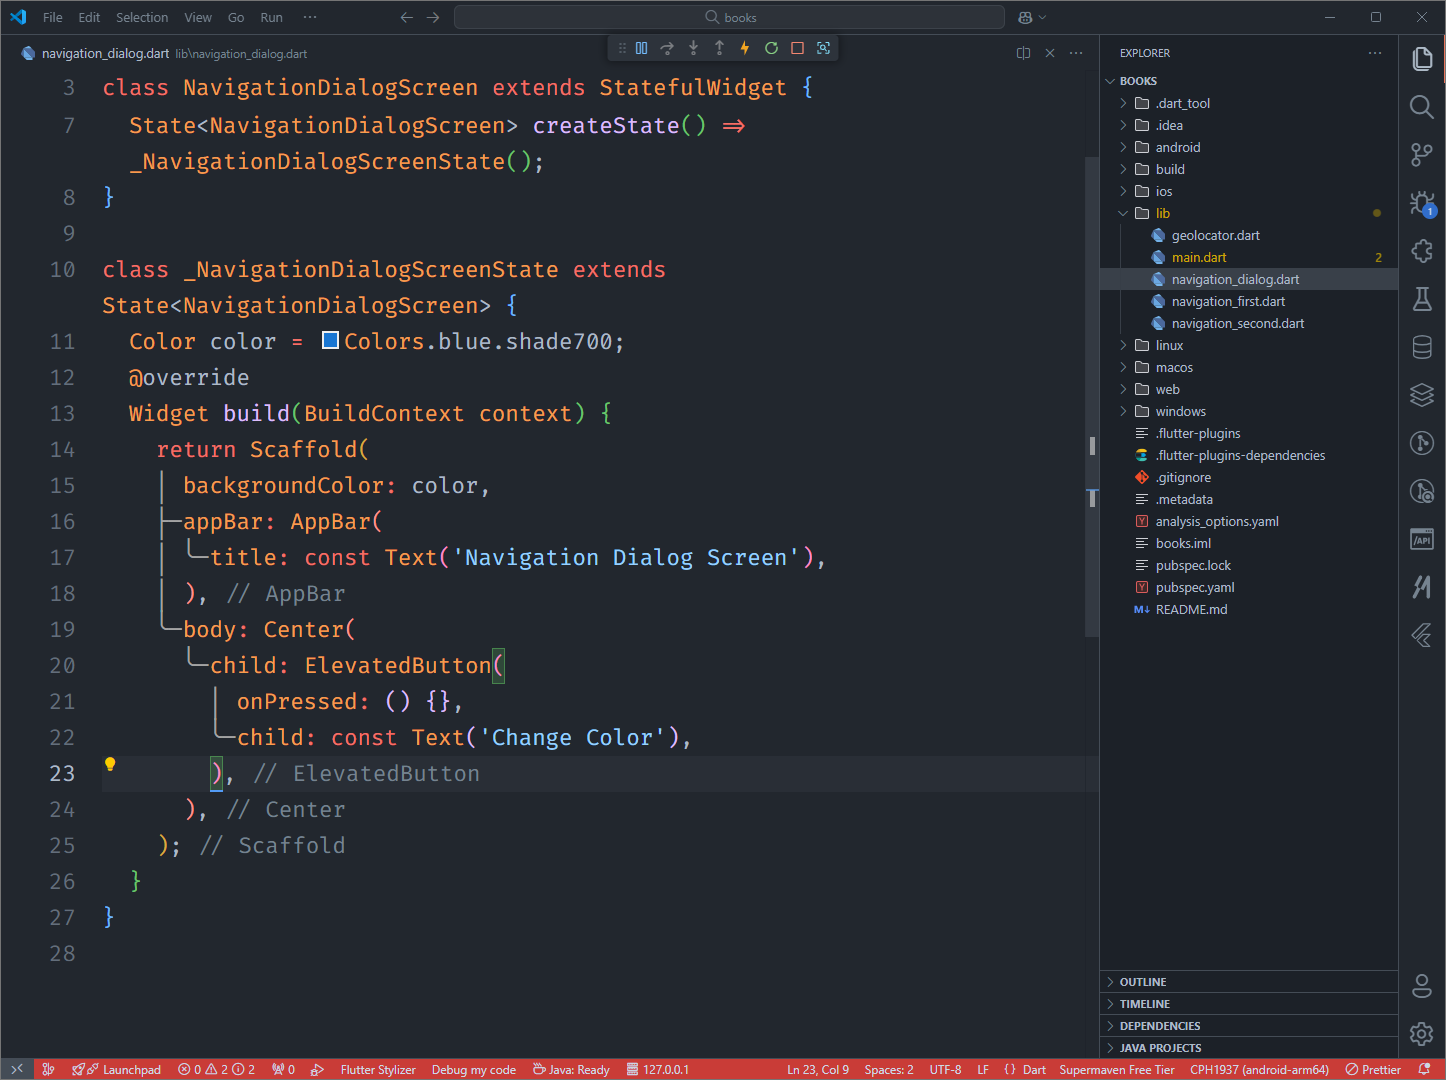 File Edit Selection View Go Run ··· books
navigation_dialog.dart lib\navigation_dialog.dart
3 class NavigationDialogScreen extends StatefulWidget {
7 State<NavigationDialogScreen> createState() =>
_NavigationDialogScreenState();
8 }
9
10 class _NavigationDialogScreenState extends
State<NavigationDialogScreen> {
11 Color color = Colors.blue.shade700;
12 @override
13 Widget build(BuildContext context) {
14 return Scaffold(
15 backgroundColor: color,
16 appBar: AppBar(
17 title: const Text('Navigation Dialog Screen'),
18 ), // AppBar
19 body: Center(
20 child: ElevatedButton(
21 onPressed: () {},
22 child: const Text('Change Color'),
23 ), // ElevatedButton
24 ), // Center
25 ); // Scaffold
26 }
27 }
28
EXPLORER ···
BOOKS
.dart_tool
.idea
android
build
ios
lib
geolocator.dart
main.dart 2
navigation_dialog.dart
navigation_first.dart
navigation_second.dart
linux
macos
web
windows
.flutter-plugins
.flutter-plugins-dependencies
.gitignore
.metadata
Y analysis_options.yaml
books.iml
pubspec.lock
Y pubspec.yaml
M↓ README.md
OUTLINE
TIMELINE
DEPENDENCIES
JAVA PROJECTS
1
/API
Launchpad 0 2 2 0 Flutter Stylizer Debug my code Java: Ready 127.0.0.1 Ln 23, Col 9 Spaces: 2 UTF-8 LF {} Dart Supermaven Free Tier CPH1937 (android-arm64) Prettier